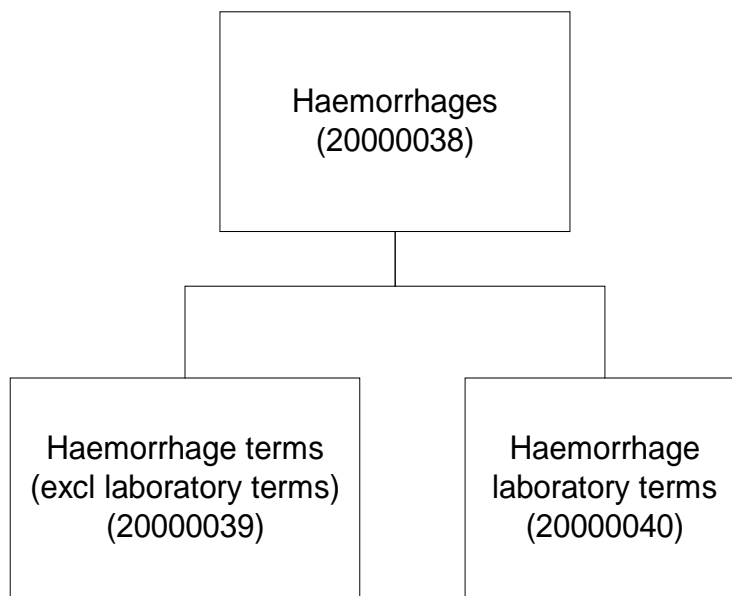 Haemorrhages
(20000038)
Haemorrhage terms
(excl laboratory terms)
(20000039)
Haemorrhage
laboratory terms
(20000040)